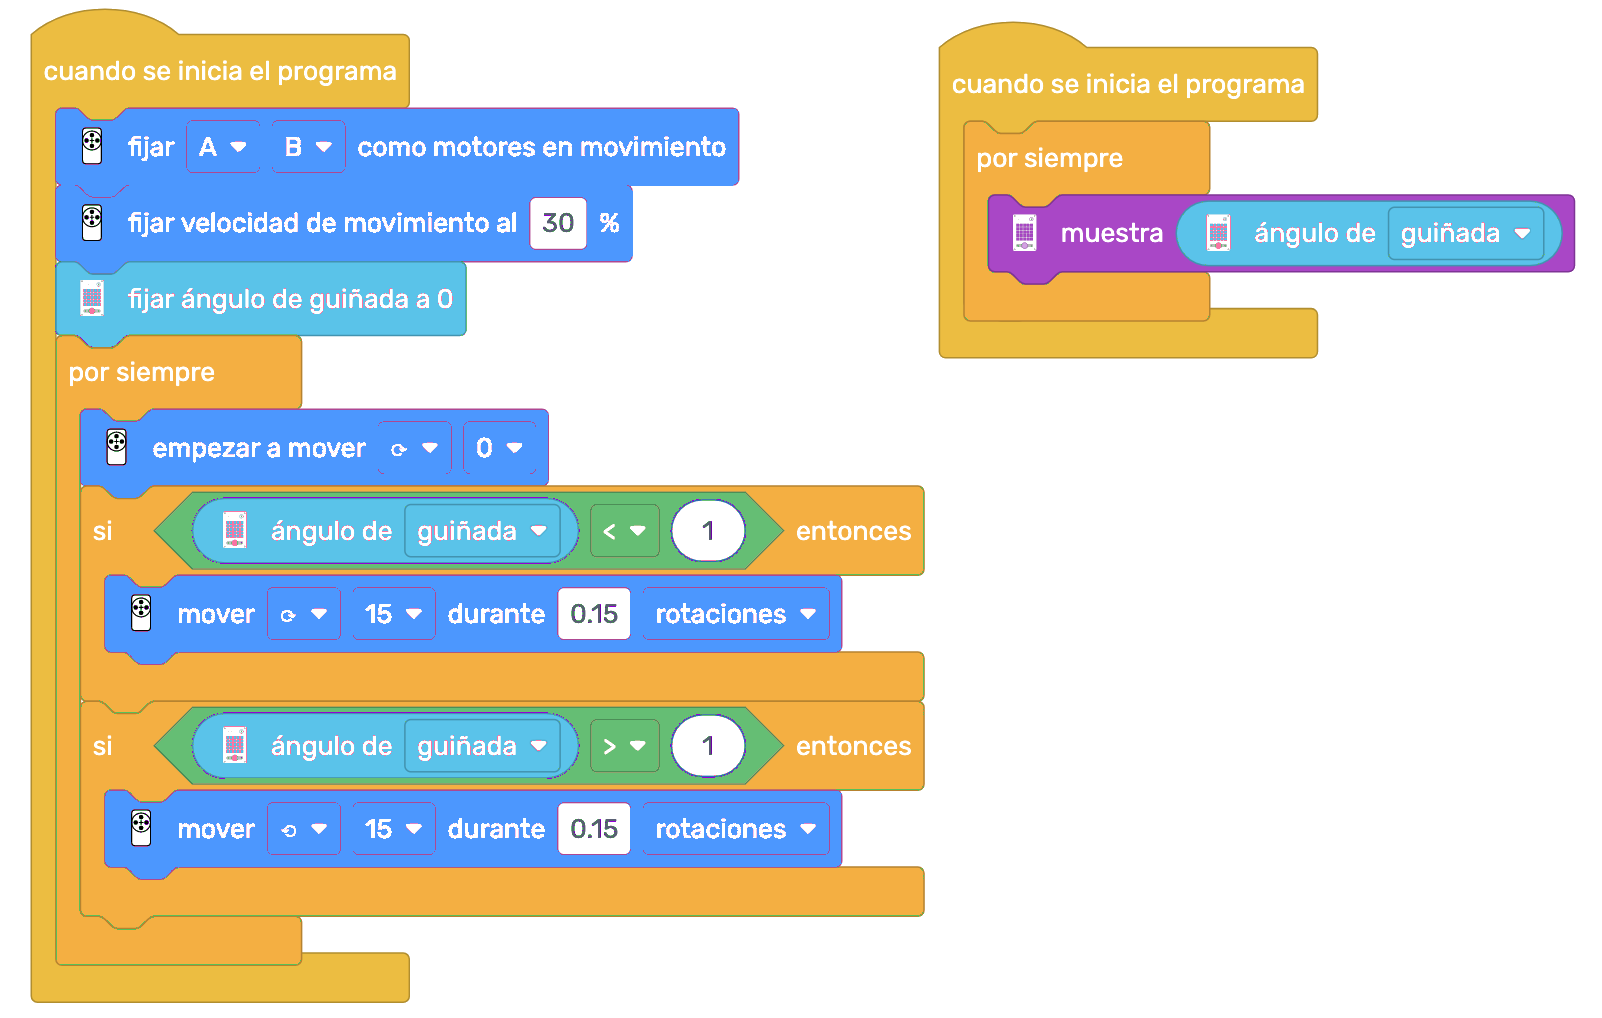 cuando se inicia el programa
fijar A B como motores en movimiento
fijar velocidad de movimiento al 30 %
fijar ángulo de guiñada a 0
por siempre
empezar a mover ⟳ 0
si ángulo de guiñada < 1 entonces
mover ⟳ 15 durante 0.15 rotaciones
si ángulo de guiñada > 1 entonces
mover ⟲ 15 durante 0.15 rotaciones
cuando se inicia el programa
por siempre
muestra ángulo de guiñada